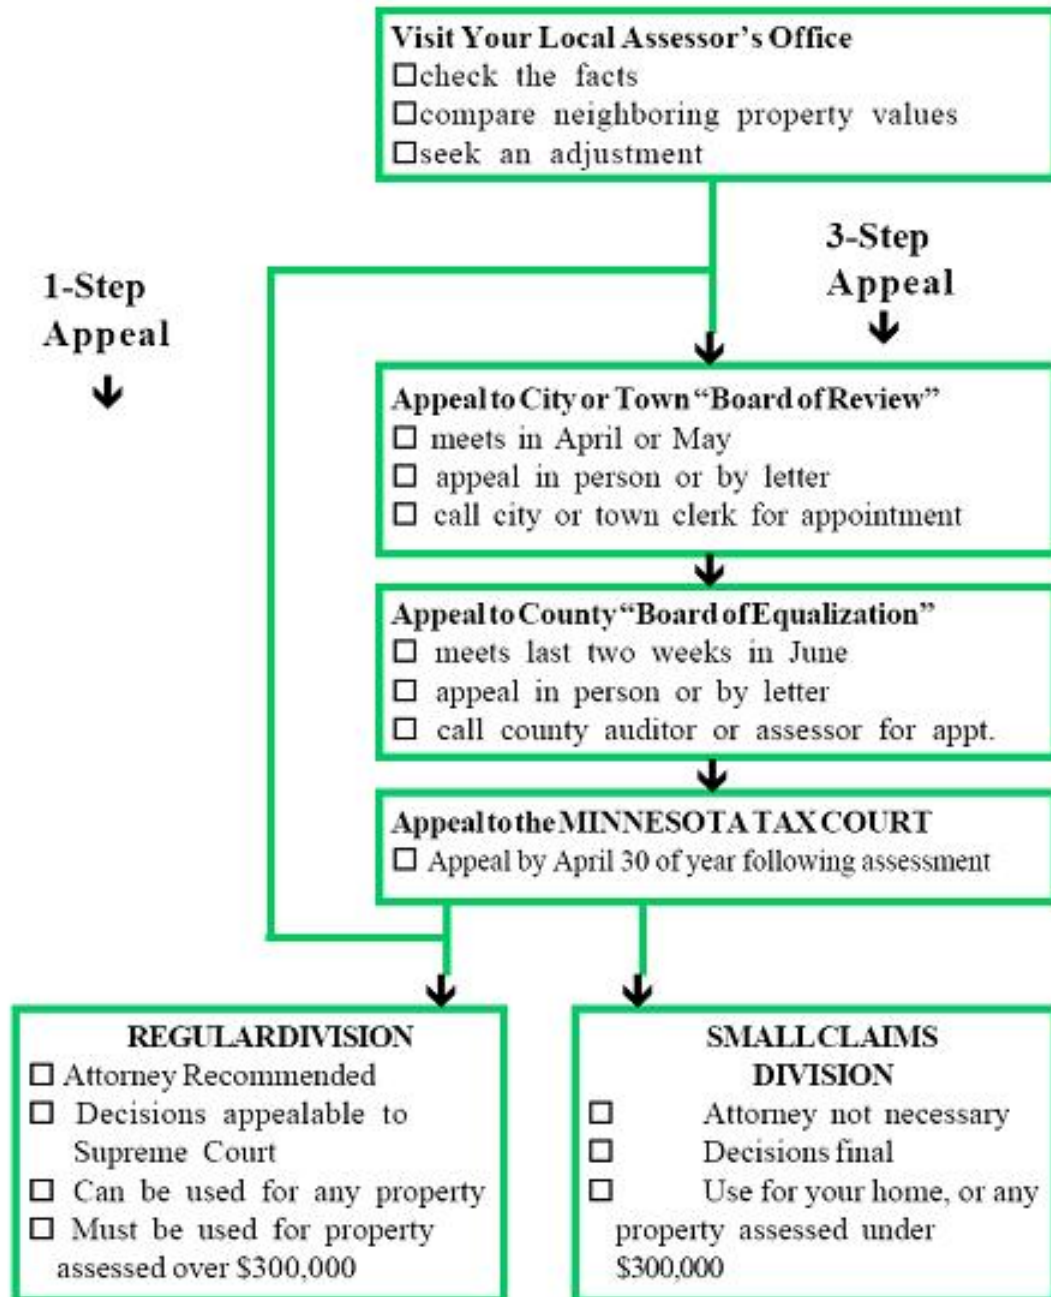 Visit Your Local Assessor's Office
☐check the facts
☐compare neighboring property values
☐seek an adjustment
1-Step
Appeal
3-Step
Appeal
Appeal to City or Town “Board of Review”
☐ meets in April or May
☐ appeal in person or by letter
☐ call city or town clerk for appointment
Appeal to County “Board of Equalization”
☐ meets last two weeks in June
☐ appeal in person or by letter
☐ call county auditor or assessor for appt.
Appeal to the MINNESOTA TAX COURT
☐ Appeal by April 30 of year following assessment
REGULAR DIVISION
☐ Attorney Recommended
☐ Decisions appealable to
Supreme Court
☐ Can be used for any property
☐ Must be used for property
assessed over $300,000
SMALL CLAIMS
DIVISION
☐ Attorney not necessary
☐ Decisions final
☐ Use for your home, or any
property assessed under
$300,000